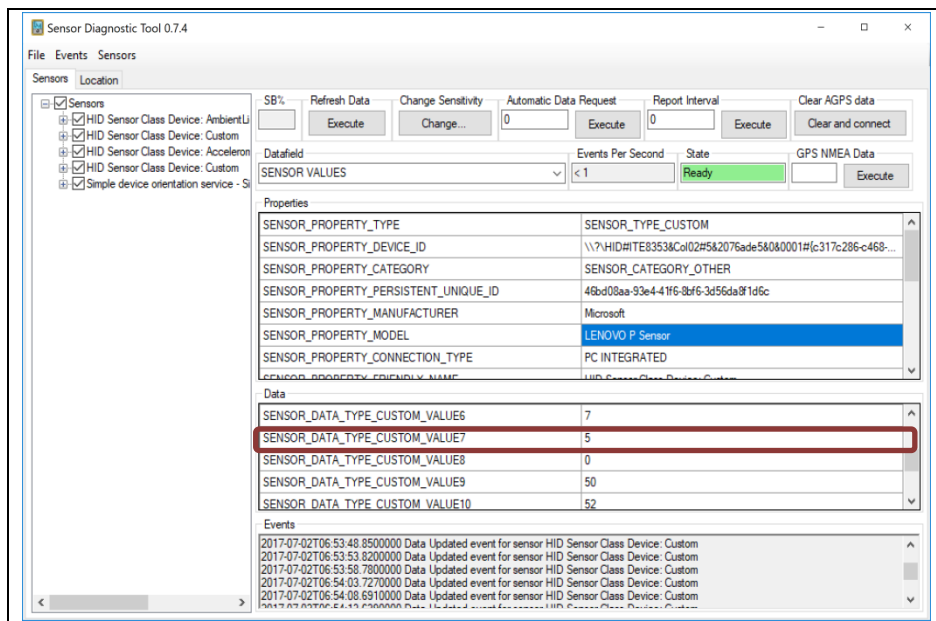 Sensor Diagnostic Tool 0.7.4
File Events Sensors
Sensors Location
Sensors
HID Sensor Class Device: AmbientLi
HID Sensor Class Device: Custom
HID Sensor Class Device: Acceleron
HID Sensor Class Device: Custom
Simple device orientation service - Si
SB% Refresh Data Change Sensitivity Automatic Data Request Report Interval Clear AGPS data
Execute Change... 0 Execute 0 Execute Clear and connect
Datafield Events Per Second State GPS NMEA Data
SENSOR VALUES < 1 Ready Execute
Properties
SENSOR_PROPERTY_TYPE SENSOR_TYPE_CUSTOM
SENSOR_PROPERTY_DEVICE_ID \\?\HID#ITE8353&Col02#5&2076ade5&0&0001#{c317c286-c468-...
SENSOR_PROPERTY_CATEGORY SENSOR_CATEGORY_OTHER
SENSOR_PROPERTY_PERSISTENT_UNIQUE_ID 46bd08aa-93e4-41f6-8bf6-3d56da8f1d6c
SENSOR_PROPERTY_MANUFACTURER Microsoft
SENSOR_PROPERTY_MODEL LENOVO P Sensor
SENSOR_PROPERTY_CONNECTION_TYPE PC INTEGRATED
SENSOR_PROPERTY_FRIENDLY_NAME HID Sensor Class Device: Custom
Data
SENSOR_DATA_TYPE_CUSTOM_VALUE6 7
SENSOR_DATA_TYPE_CUSTOM_VALUE7 5
SENSOR_DATA_TYPE_CUSTOM_VALUE8 0
SENSOR_DATA_TYPE_CUSTOM_VALUE9 50
SENSOR_DATA_TYPE_CUSTOM_VALUE10 52
Events
2017-07-02T06:53:48.8500000 Data Updated event for sensor HID Sensor Class Device: Custom
2017-07-02T06:53:53.8200000 Data Updated event for sensor HID Sensor Class Device: Custom
2017-07-02T06:53:58.7800000 Data Updated event for sensor HID Sensor Class Device: Custom
2017-07-02T06:54:03.7270000 Data Updated event for sensor HID Sensor Class Device: Custom
2017-07-02T06:54:08.6910000 Data Updated event for sensor HID Sensor Class Device: Custom